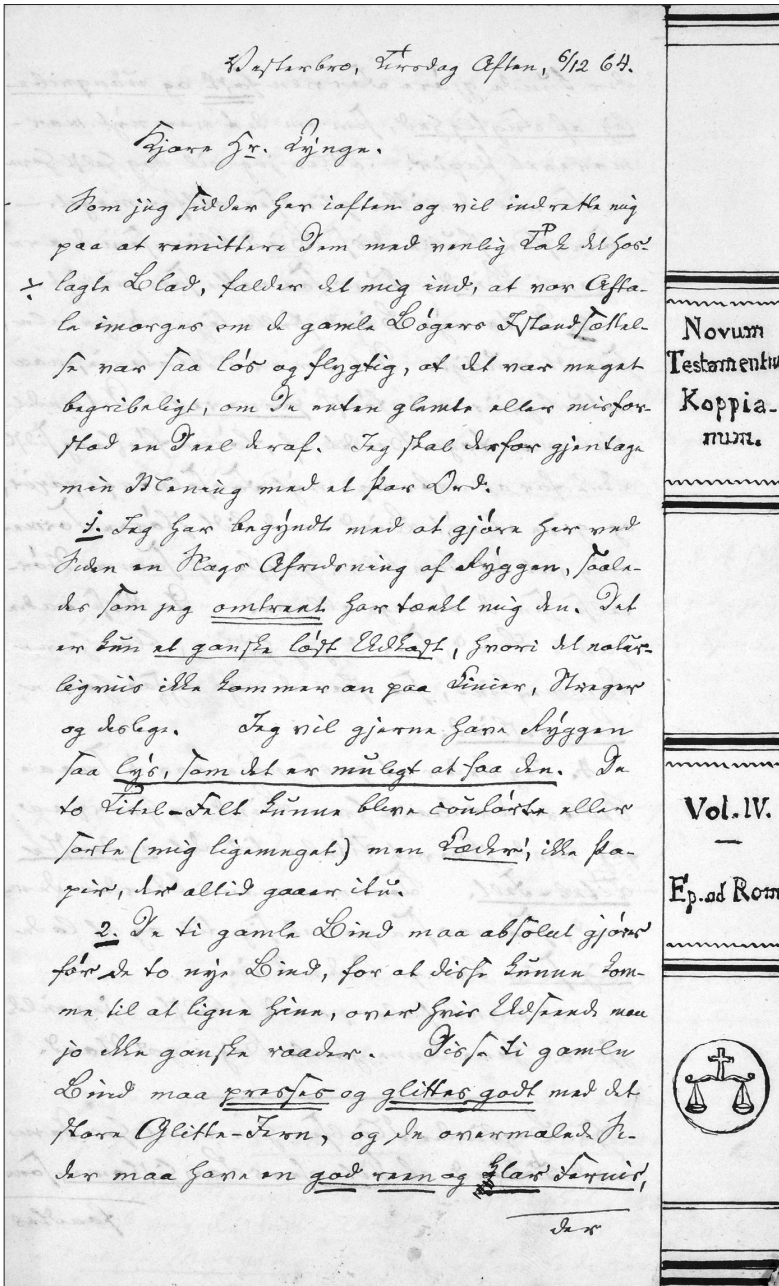 Vesterbro, Tirsdag Aften, 6/12 64.
Kjære Hr. Lynge.
Som jeg sidder her iaften og vil indrette mig
paa at remittere Dem med venlig Tak det hos-
lagte Blad, falder det mig ind, at vor Afta-
le imorges om de gamle Bøgers Istandsættel-
se var saa løs og flygtig, at det var meget
begribeligt, om De enten glemte eller misfor-
stod en Deel deraf. Jeg skal derfor gjentage
min Mening med et Par Ord.
1. Jeg har begyndt med at gjøre her ved
Siden en Slags Afridsning af Ryggen, saale-
des som jeg omtrent har tænkt mig den. Det
er kun et ganske løst Udkast, hvori det natur-
ligviis ikke kommer an paa Linier, Streger
og deslige. Jeg vil gjerne have Ryggen
saa lys, som det er muligt at faa den. De
to Titel-Felt kunne blive coulørte eller
sorte (mig ligemeget) men Læder, ikke Pa-
pir, der altid gaaer itu.
2. De ti gamle Bind maa absolut gjøres
før de to nye Bind, for at disse kunne kom-
me til at ligne hine, over hvis Udseende man
jo ikke ganske raader. Disse ti gamle
Bind maa presses og glittes godt med det
store Glitte-Jern, og de overmalede Si-
der maa have en god reen og klar Fernis,
der
Novum
Testamentu
Koppia-
num.
Vol. IV.
Ep. ad Rom